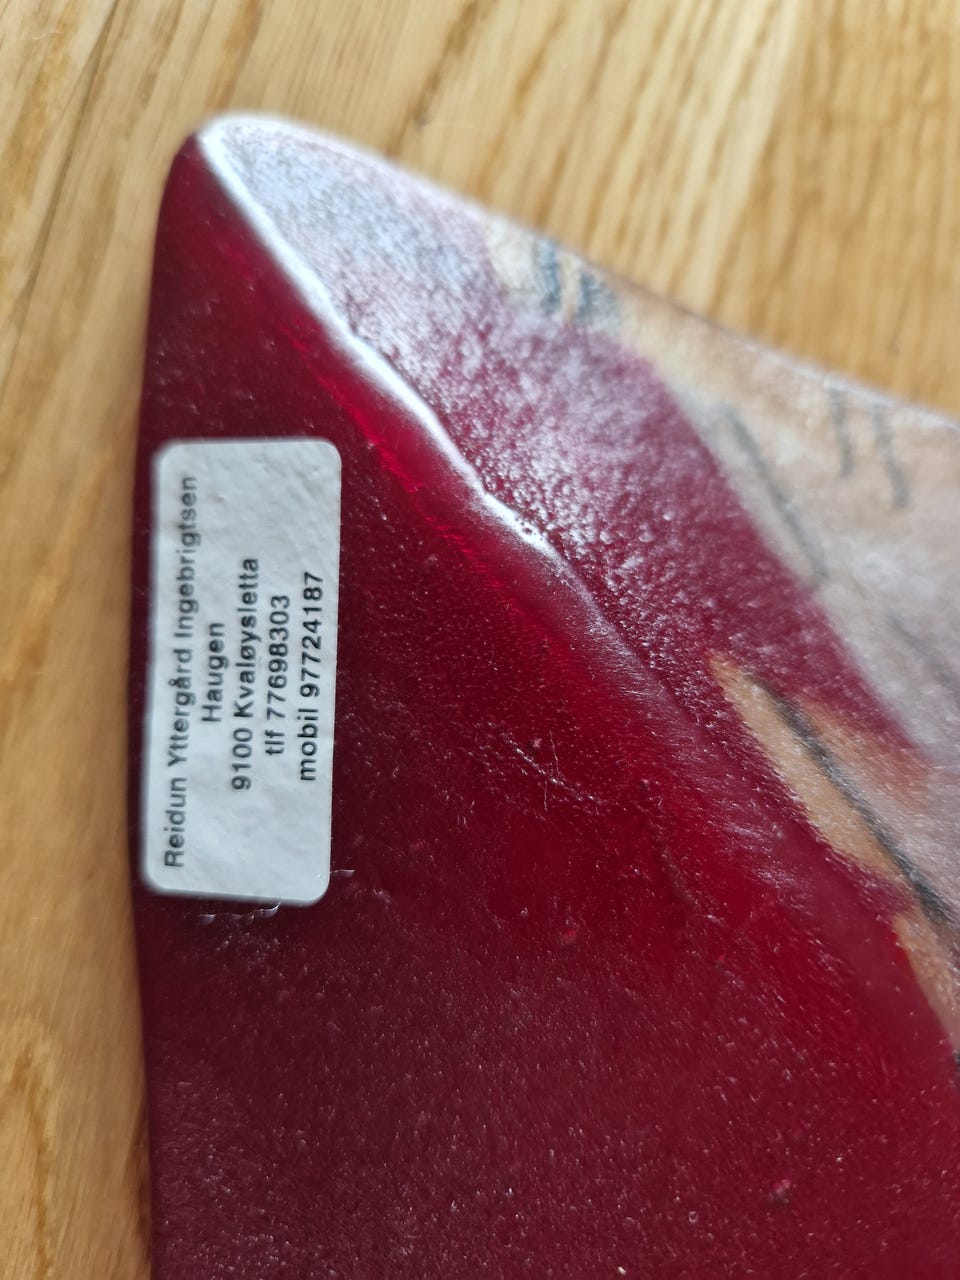 Reidun Yttergård Ingebrigtsen
Haugen
9100 Kvaløysletta
tlf 77698303
mobil 97724187